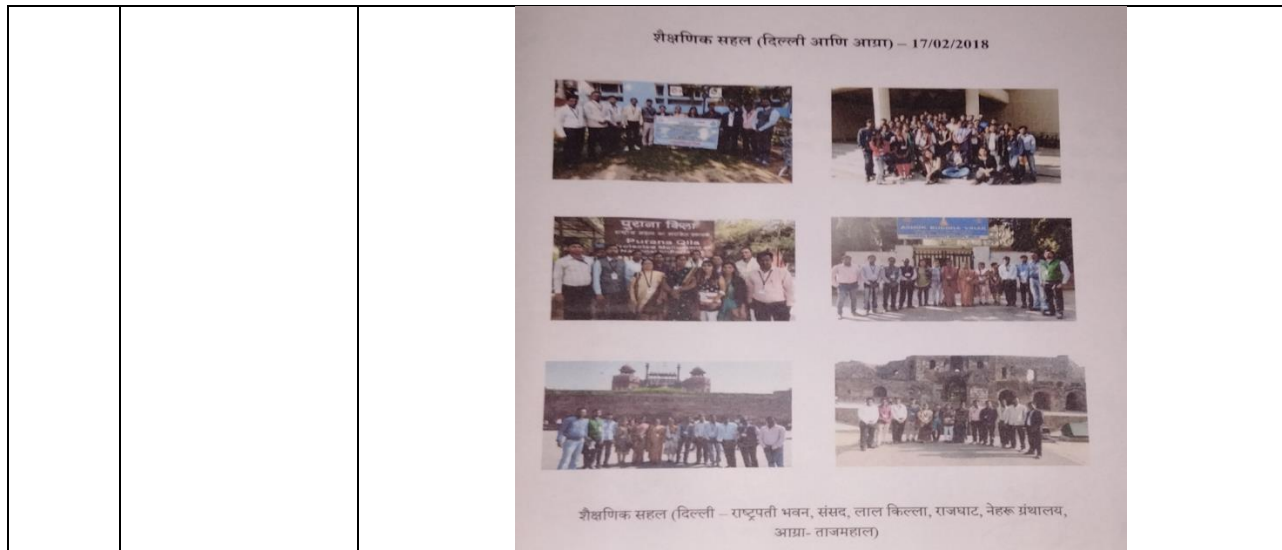 शैक्षणिक सहल (दिल्ली आणि आग्रा) – 17/02/2018
पुराना किला
Purana Qila
शैक्षणिक सहल (दिल्ली – राष्ट्रपती भवन, संसद, लाल किल्ला, राजघाट, नेहरू ग्रंथालय,
आग्रा- ताजमहाल)